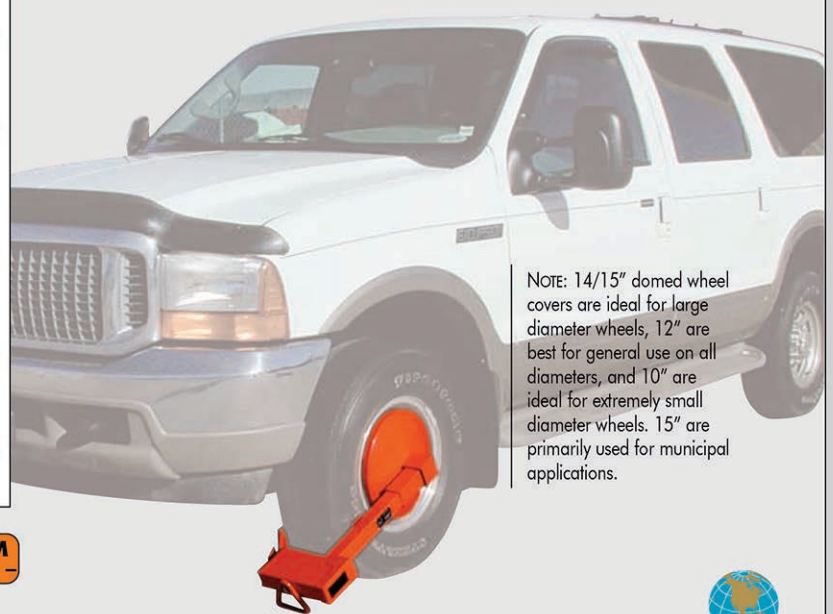 NOTE: 14/15" domed wheel
covers are ideal for large
diameter wheels, 12" are
best for general use on all
diameters, and 10" are
ideal for extremely small
diameter wheels. 15" are
primarily used for municipal
applications.